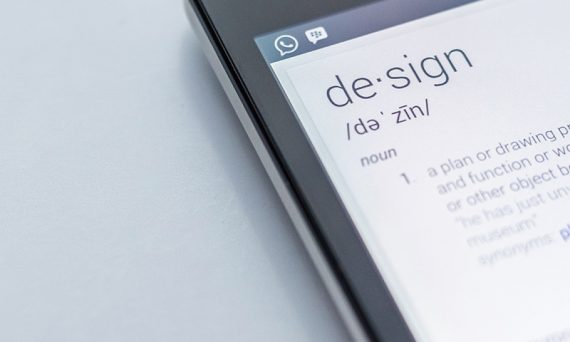 de·sign
/dəˈ zīn/
noun
1. a plan or drawing
and function or
or other object
"he has just
museum"
synonyms: